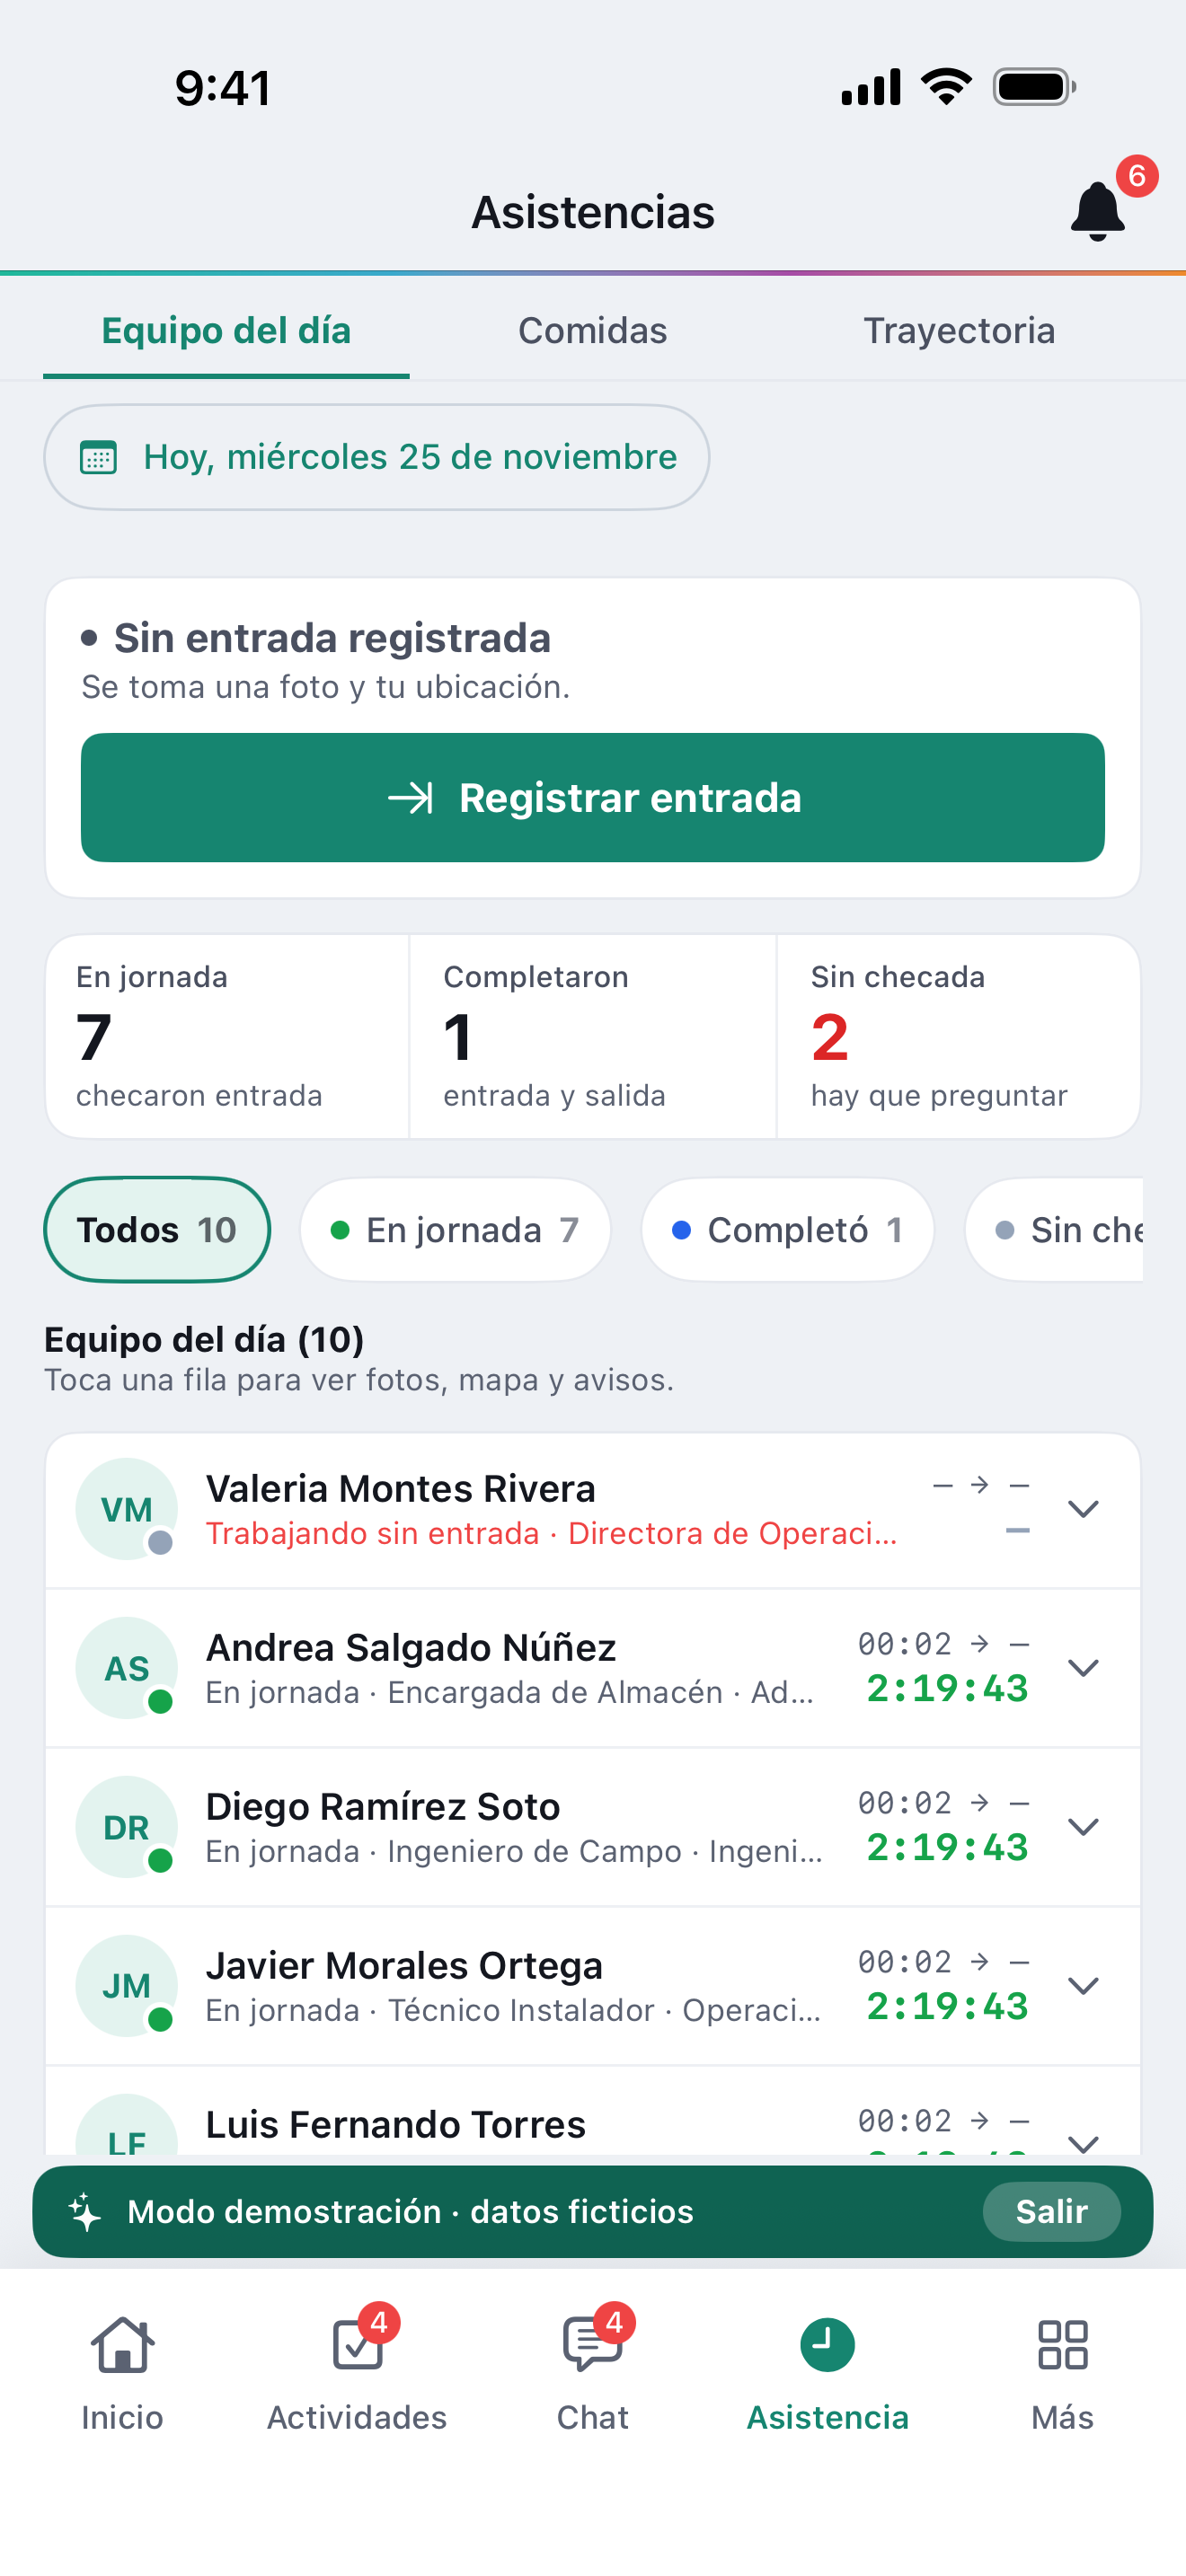 9:41
Asistencias
6
Equipo del día
Comidas
Trayectoria
Hoy, miércoles 25 de noviembre
Sin entrada registrada
Se toma una foto y tu ubicación.
Registrar entrada
En jornada
7
checaron entrada
Completaron
1
entrada y salida
Sin checada
2
hay que preguntar
Todos 10
En jornada 7
Completó 1
Sin che
Equipo del día (10)
Toca una fila para ver fotos, mapa y avisos.
VM
Valeria Montes Rivera
— → —
Trabajando sin entrada · Directora de Operaci...
—
AS
Andrea Salgado Núñez
00:02 → —
En jornada · Encargada de Almacén · Ad...
2:19:43
DR
Diego Ramírez Soto
00:02 → —
En jornada · Ingeniero de Campo · Ingeni...
2:19:43
JM
Javier Morales Ortega
00:02 → —
En jornada · Técnico Instalador · Operaci...
2:19:43
LF
Luis Fernando Torres
00:02 → —
Modo demostración · datos ficticios
Salir
Inicio
4
Actividades
4
Chat
Asistencia
Más